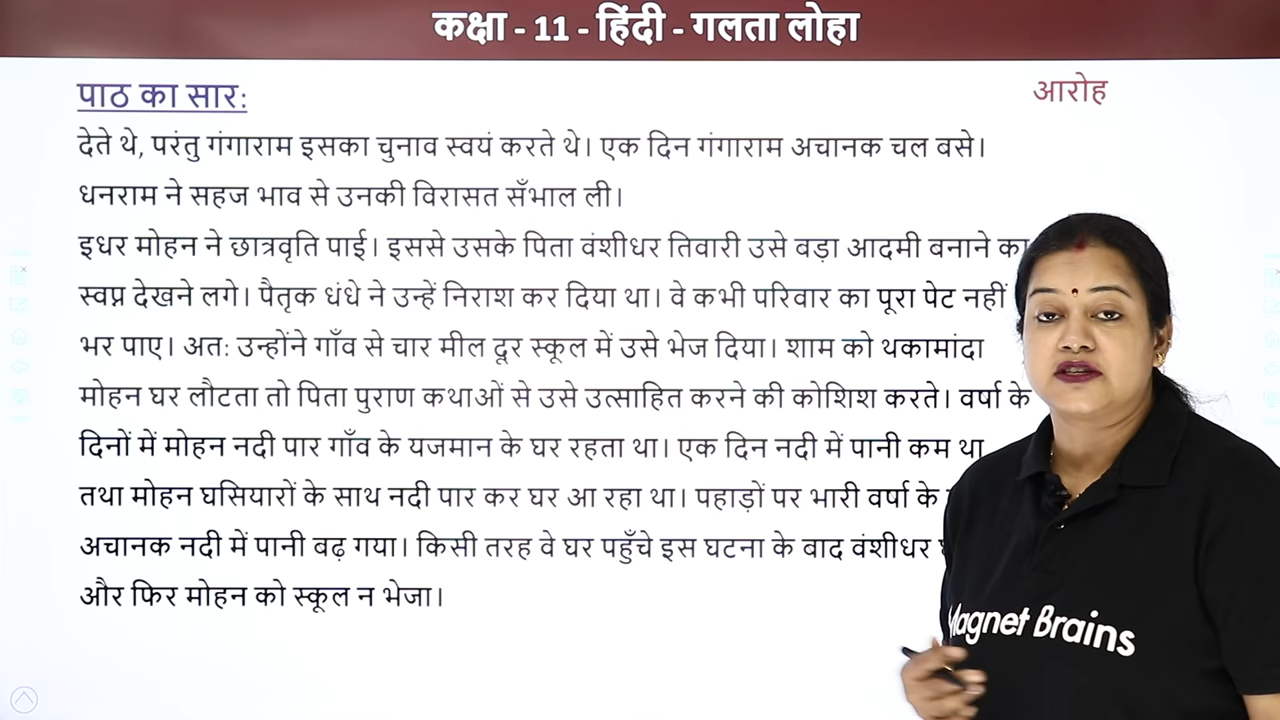 कक्षा - 11 - हिंदी - गलता लोहा
पाठ का सार:
आरोह
देते थे, परंतु गंगाराम इसका चुनाव स्वयं करते थे। एक दिन गंगाराम अचानक चल बसे।
धनराम ने सहज भाव से उनकी विरासत सँभाल ली।
इधर मोहन ने छात्रवृति पाई। इससे उसके पिता वंशीधर तिवारी उसे बड़ा आदमी बनाने का
स्वप्न देखने लगे। पैतृक धंधे ने उन्हें निराश कर दिया था। वे कभी परिवार का पूरा पेट नहीं
भर पाए। अत: उन्होंने गाँव से चार मील दूर स्कूल में उसे भेज दिया। शाम को थकामांदा
मोहन घर लौटता तो पिता पुराण कथाओं से उसे उत्साहित करने की कोशिश करते। वर्षा के
दिनों में मोहन नदी पार गाँव के यजमान के घर रहता था। एक दिन नदी में पानी कम था
तथा मोहन घसियारों के साथ नदी पार कर घर आ रहा था। पहाड़ों पर भारी वर्षा के
अचानक नदी में पानी बढ़ गया। किसी तरह वे घर पहुँचे इस घटना के बाद वंशीधर
और फिर मोहन को स्कूल न भेजा।
Magnet Brains